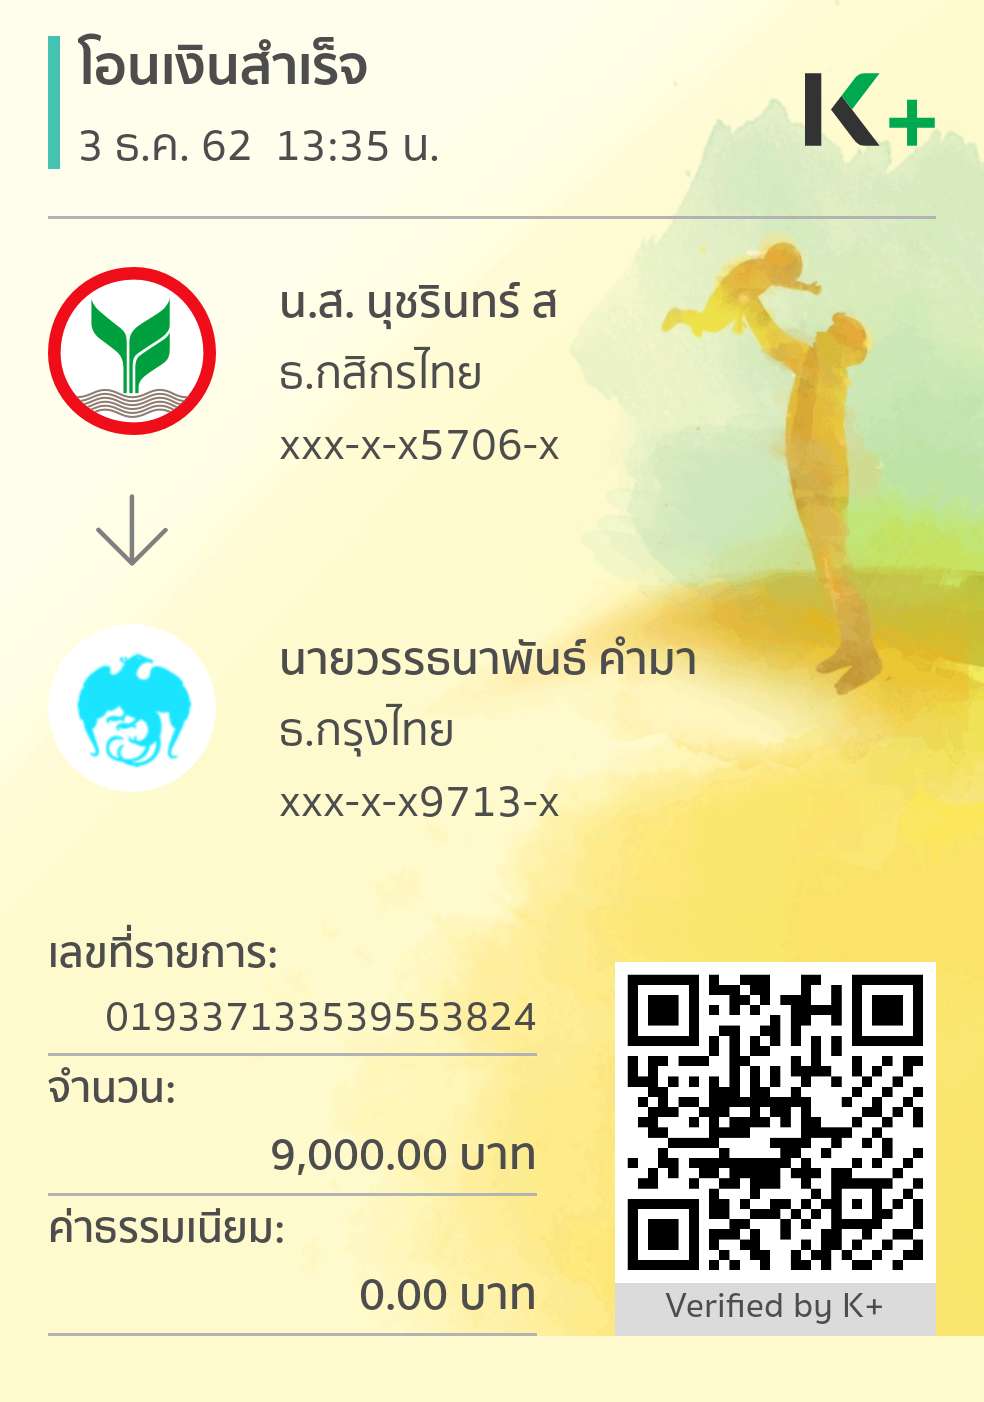 โอนเงินสำเร็จ
3 ธ.ค. 62 13:35 น.
K+
น.ส. นุชรินทร์ ส
ธ.กสิกรไทย
xxx-x-x5706-x
นายวรรธนาพันธ์ คำมา
ธ.กรุงไทย
xxx-x-x9713-x
เลขที่รายการ:
019337133539553824
จำนวน:
9,000.00 บาท
ค่าธรรมเนียม:
0.00 บาท
Verified by K+